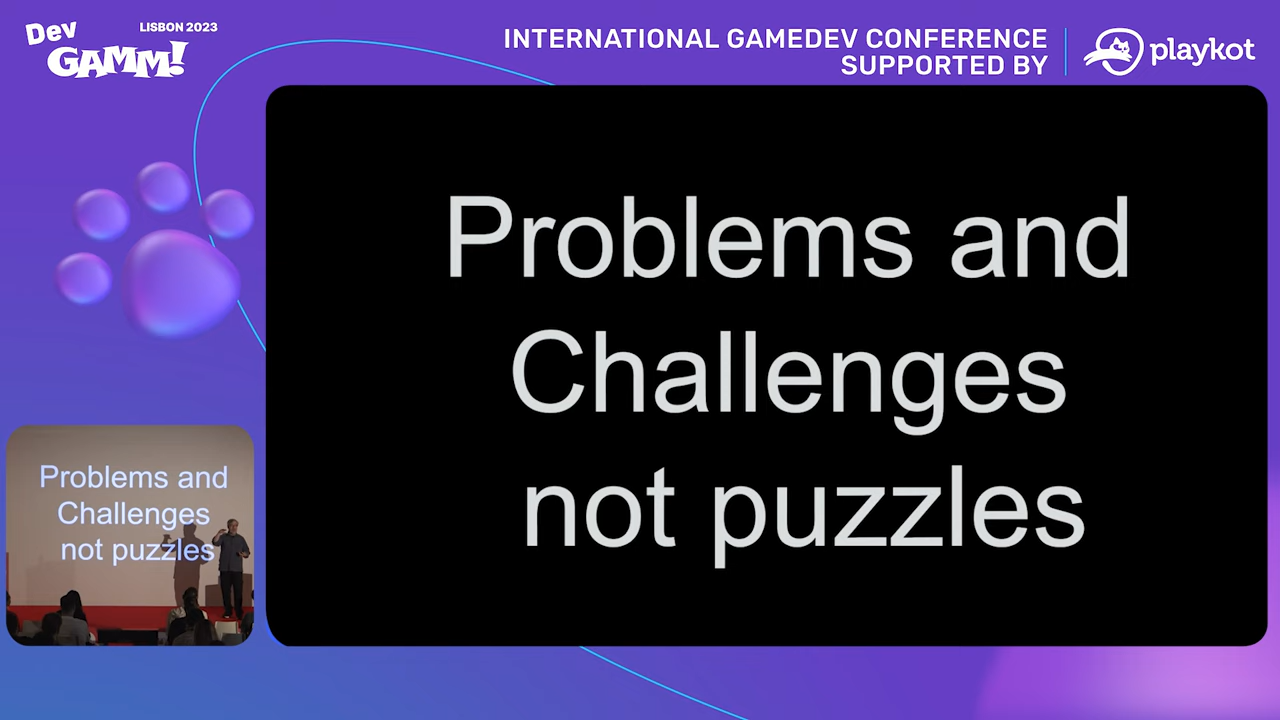 Dev
GAMM!
LISBON 2023
INTERNATIONAL GAMEDEV CONFERENCE
SUPPORTED BY
playkot
Problems and
Challenges
not puzzles
Problems and
Challenges
not puzzles